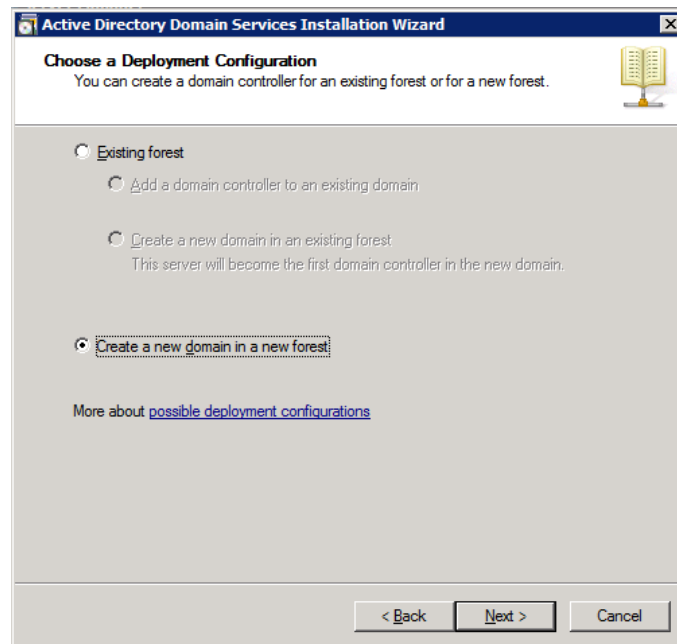 Active Directory Domain Services Installation Wizard
Choose a Deployment Configuration
You can create a domain controller for an existing forest or for a new forest.
Existing forest
Add a domain controller to an existing domain
Create a new domain in an existing forest
This server will become the first domain controller in the new domain.
Create a new domain in a new forest
More about possible deployment configurations
< Back Next > Cancel